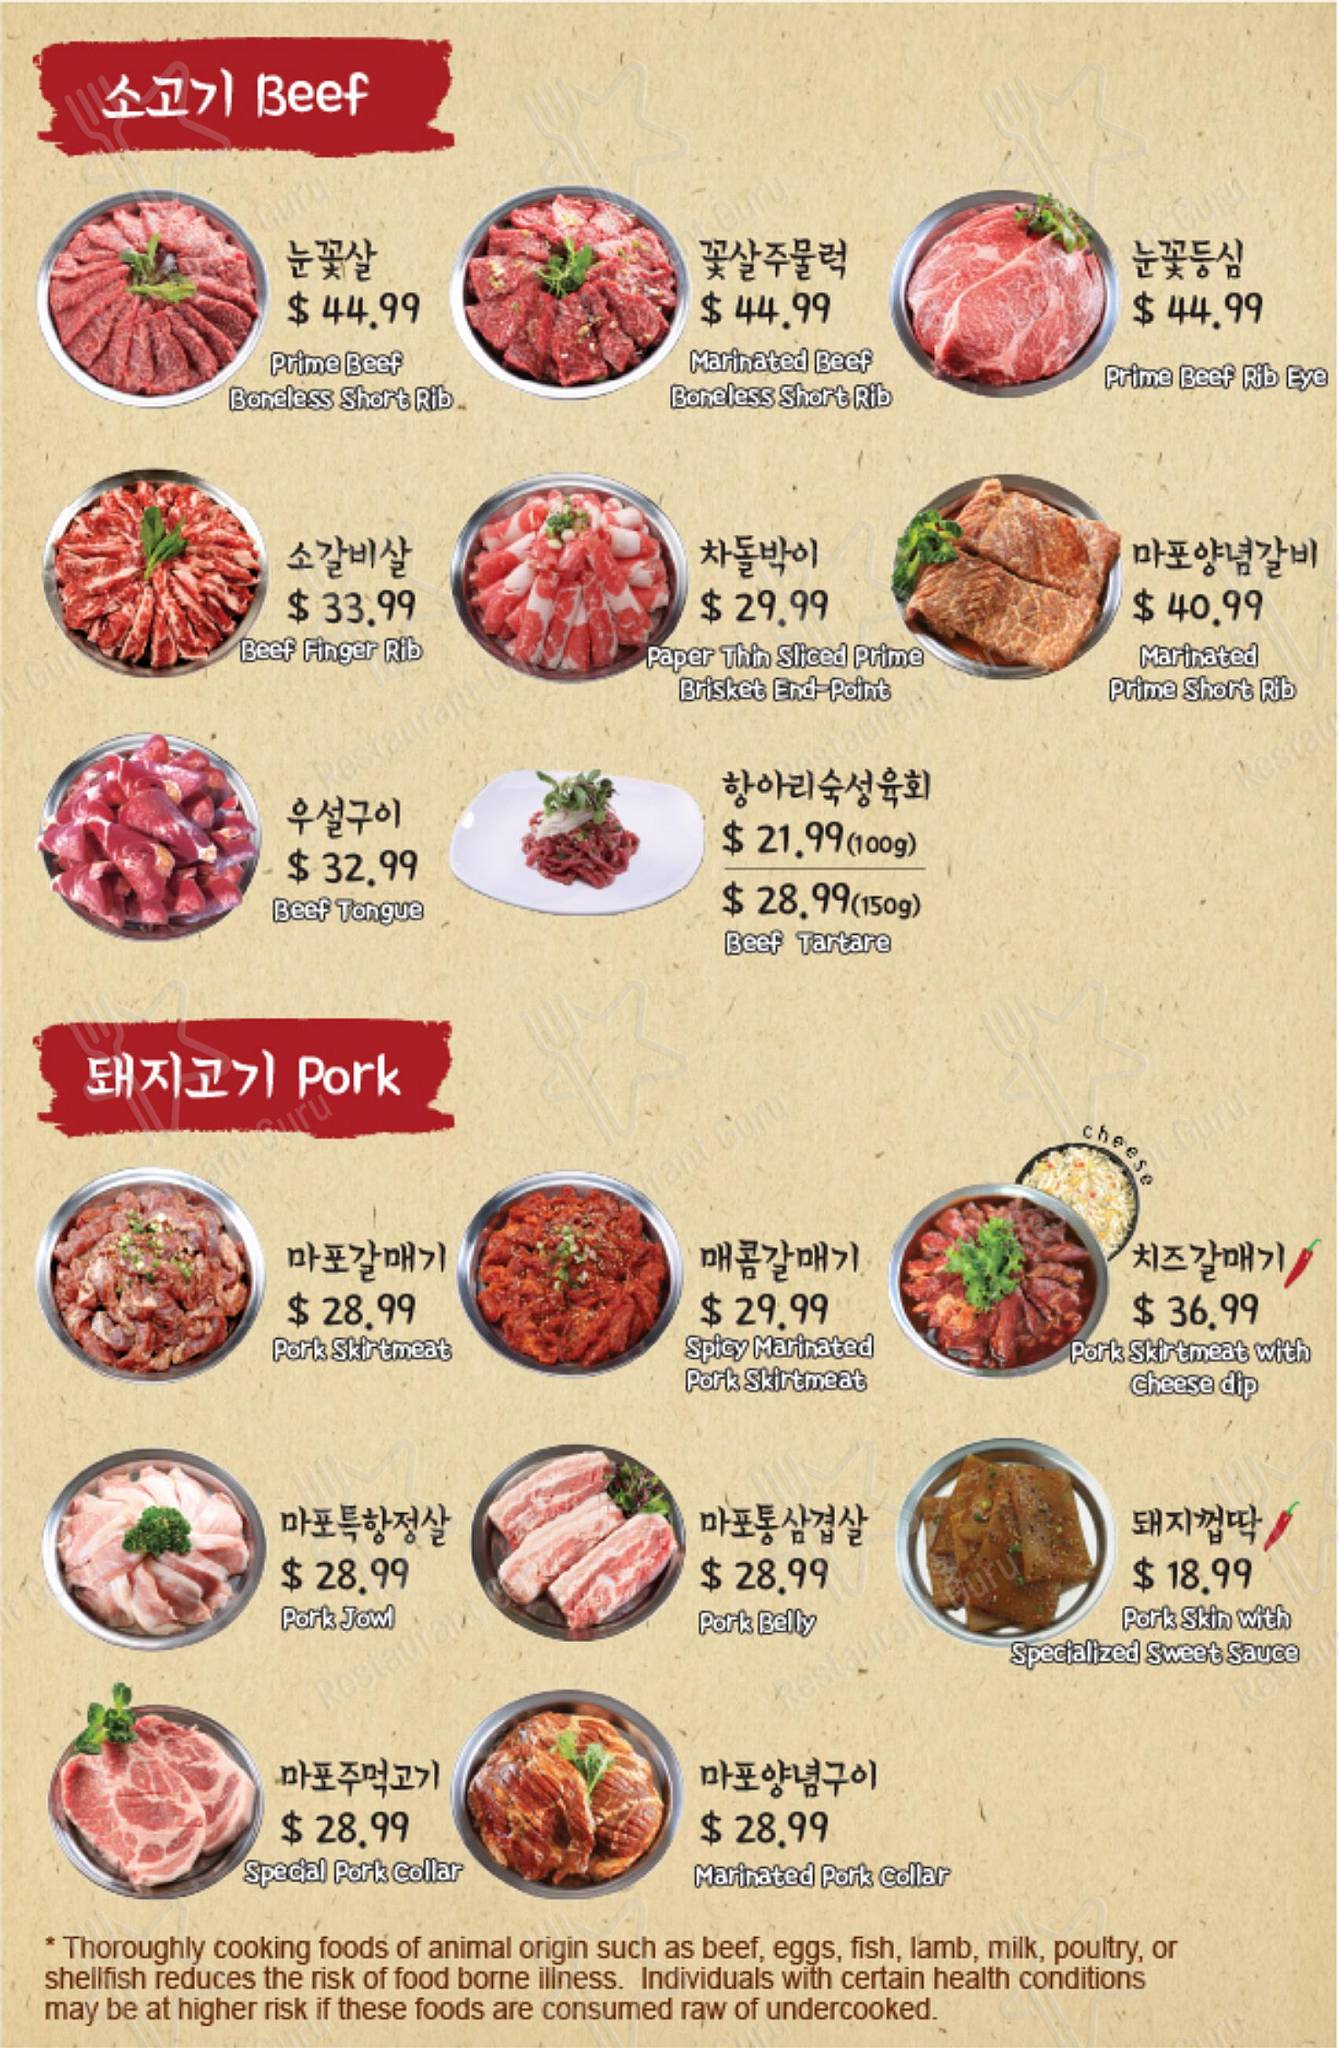 소고기 Beef
눈꽃살
$ 44.99
Prime Beef
Boneless Short Rib
꽃살주물럭
$ 44.99
Marinated Beef
Boneless Short Rib
눈꽃등심
$ 44.99
Prime Beef Rib Eye
소갈비살
$ 33.99
Beef Finger Rib
차돌박이
$ 29.99
Paper Thin Sliced Prime
Brisket End-Point
마포양념갈비
$ 40.99
Marinated
Prime Short Rib
우설구이
$ 32.99
Beef Tongue
항아리숙성육회
$ 21.99(100g)
$ 28.99(150g)
Beef Tartare
돼지고기 Pork
마포갈매기
$ 28.99
Pork Skirtmeat
매콤갈매기
$ 29.99
Spicy Marinated
Pork Skirtmeat
cheese
치즈갈매기
$ 36.99
Pork Skirtmeat with
Cheese dip
마포특항정살
$ 28.99
Pork Jowl
마포통삼겹살
$ 28.99
Pork Belly
돼지껍딱
$ 18.99
Pork Skin with
Specialized Sweet Sauce
마포주먹고기
$ 28.99
Special Pork Collar
마포양념구이
$ 28.99
Marinated Pork Collar
* Thoroughly cooking foods of animal origin such as beef, eggs, fish, lamb, milk, poultry, or
shellfish reduces the risk of food borne illness. Individuals with certain health conditions
may be at higher risk if these foods are consumed raw of undercooked.
Restaurant Guru